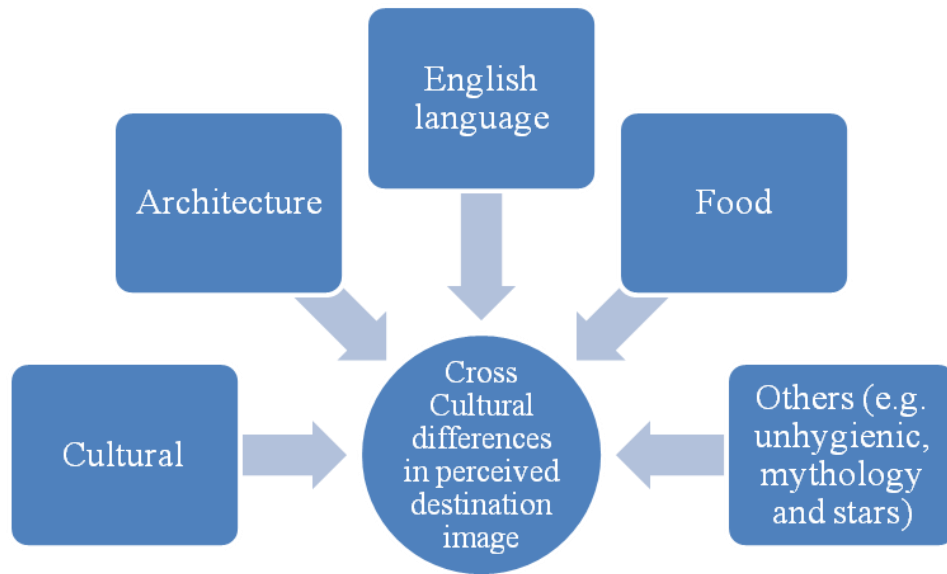 English
language
Architecture
Food
Cultural
Cross
Cultural
differences
in perceived
destination
image
Others (e.g.
unhygienic,
mythology
and stars)